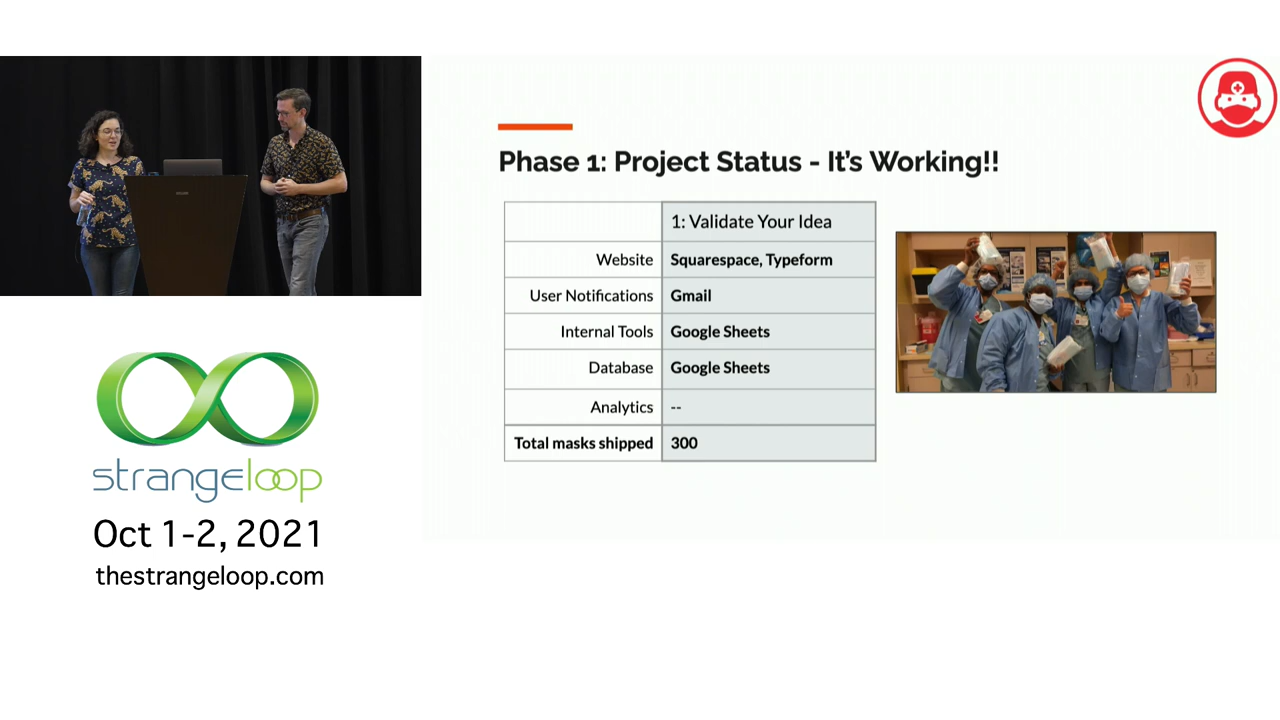 Phase 1: Project Status - It's Working!!
1: Validate Your Idea
Website Squarespace, Typeform
User Notifications Gmail
Internal Tools Google Sheets
Database Google Sheets
Analytics --
Total masks shipped 300
strangeloop
Oct 1-2, 2021
thestrangeloop.com